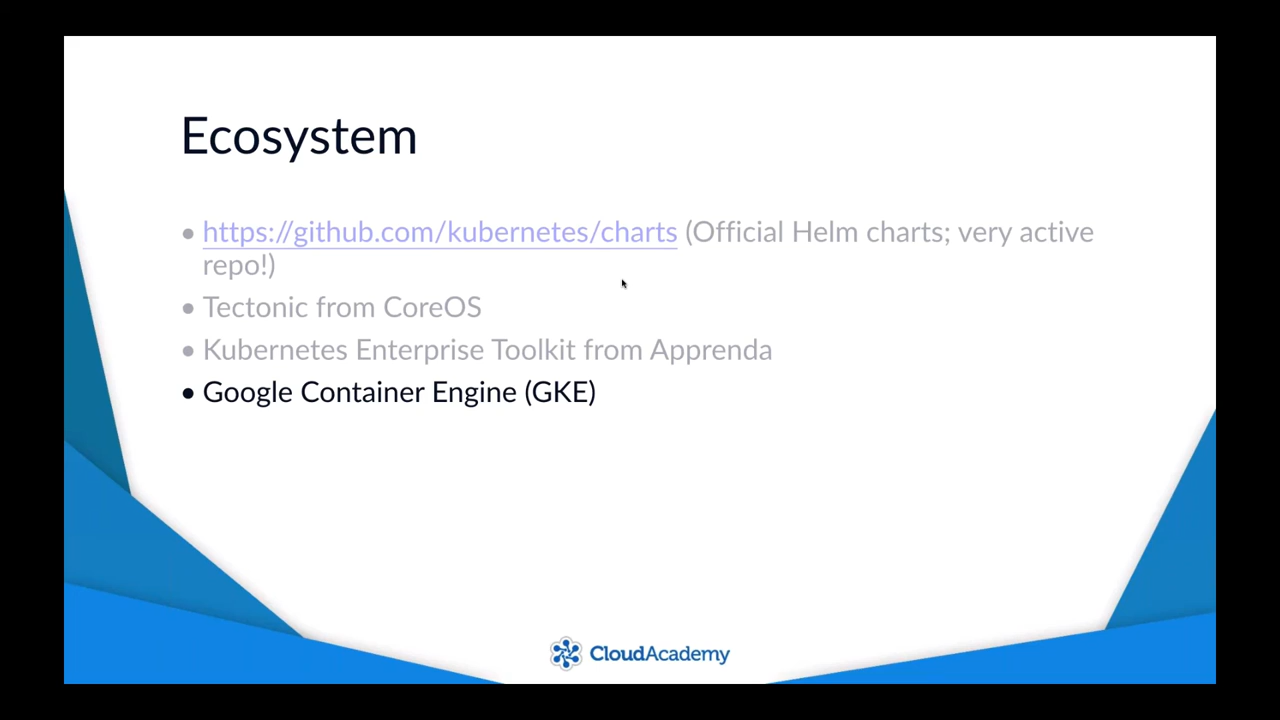 Ecosystem
• https://github.com/kubernetes/charts (Official Helm charts; very active
repo!)
• Tectonic from CoreOS
• Kubernetes Enterprise Toolkit from Apprenda
• Google Container Engine (GKE)
CloudAcademy